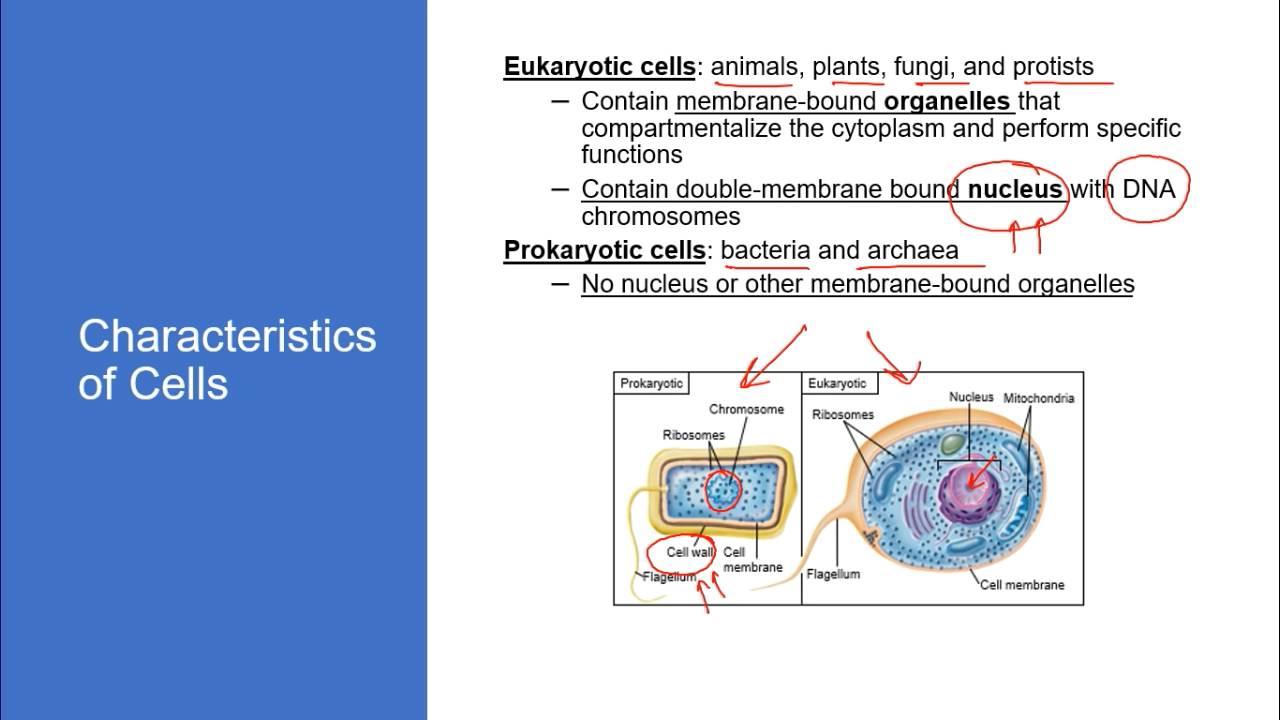 Characteristics
of Cells
Eukaryotic cells: animals, plants, fungi, and protists
– Contain membrane-bound organelles that
compartmentalize the cytoplasm and perform specific
functions
– Contain double-membrane bound nucleus with DNA
chromosomes
Prokaryotic cells: bacteria and archaea
– No nucleus or other membrane-bound organelles
Prokaryotic
Chromosome
Ribosomes
Cell wall
Cell
membrane
Flagellum
Eukaryotic
Nucleus
Mitochondria
Ribosomes
Flagellum
Cell membrane